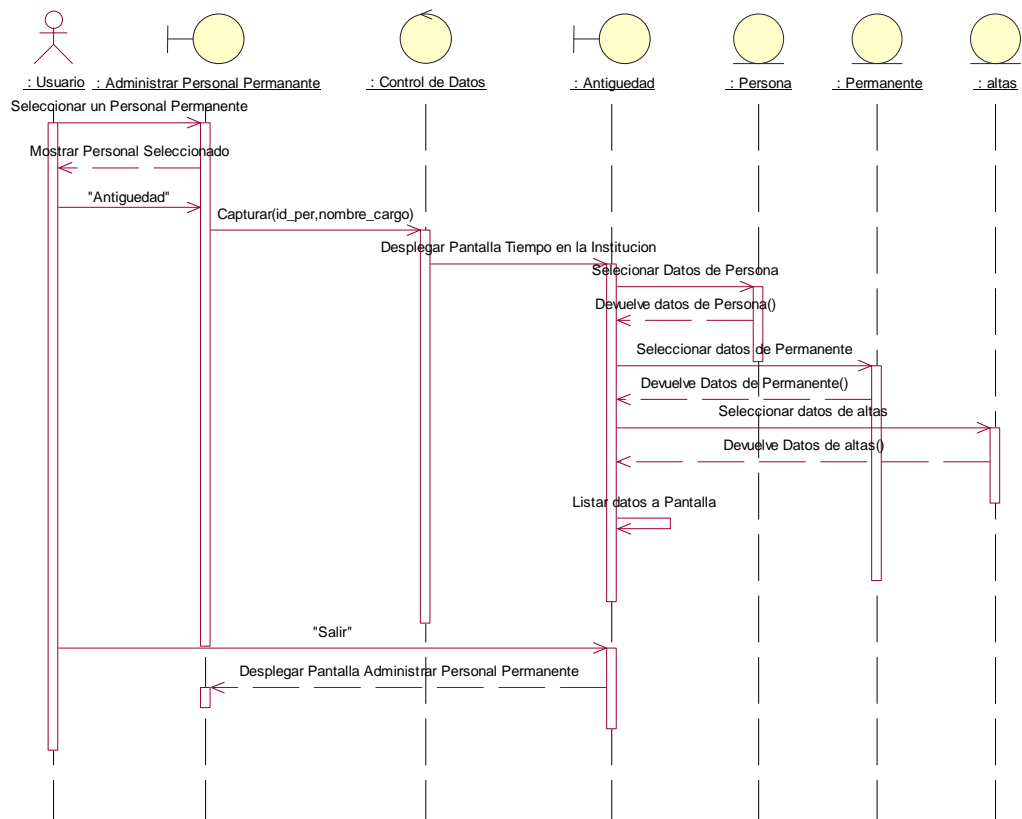 : Usuario
: Administrar Personal Permanante
: Control de Datos
: Antiguedad
: Persona
: Permanente
: altas
Seleccionar un Personal Permanente
Mostrar Personal Seleccionado
"Antiguedad"
Capturar(id_per,nombre_cargo)
Desplegar Pantalla Tiempo en la Institucion
Selecionar Datos de Persona
Devuelve datos de Persona()
Seleccionar datos de Permanente
Devuelve Datos de Permanente()
Seleccionar datos de altas
Devuelve Datos de altas()
Listar datos a Pantalla
"Salir"
Desplegar Pantalla Administrar Personal Permanente